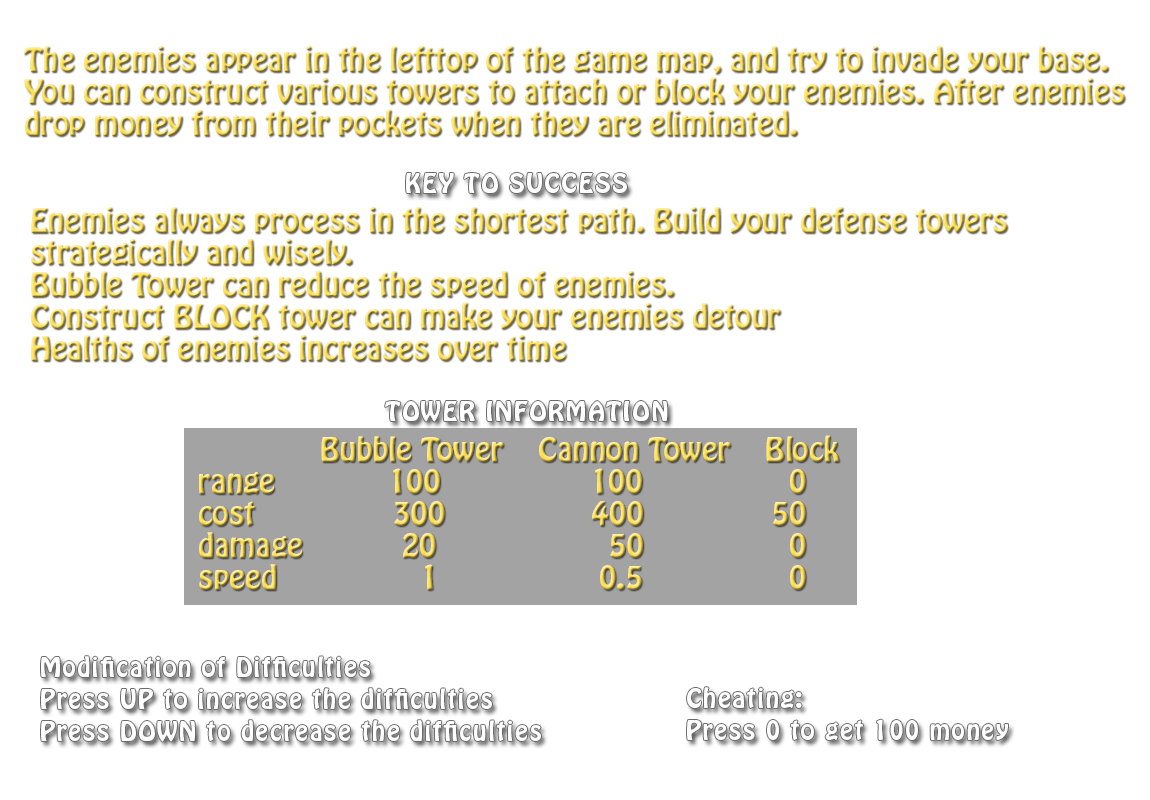 The enemies appear in the lefttop of the game map, and try to invade your base.
You can construct various towers to attach or block your enemies. After enemies
drop money from their pockets when they are eliminated.
KEY TO SUCCESS
Enemies always process in the shortest path. Build your defense towers
strategically and wisely.
Bubble Tower can reduce the speed of enemies.
Construct BLOCK tower can make your enemies detour
Healths of enemies increases over time
TOWER INFORMATION
Bubble Tower Cannon Tower Block
range 100 100 0
cost 300 400 50
damage 20 50 0
speed 1 0.5 0
Modification of Difficulties
Press UP to increase the difficulties
Press DOWN to decrease the difficulties
Cheating:
Press 0 to get 100 money